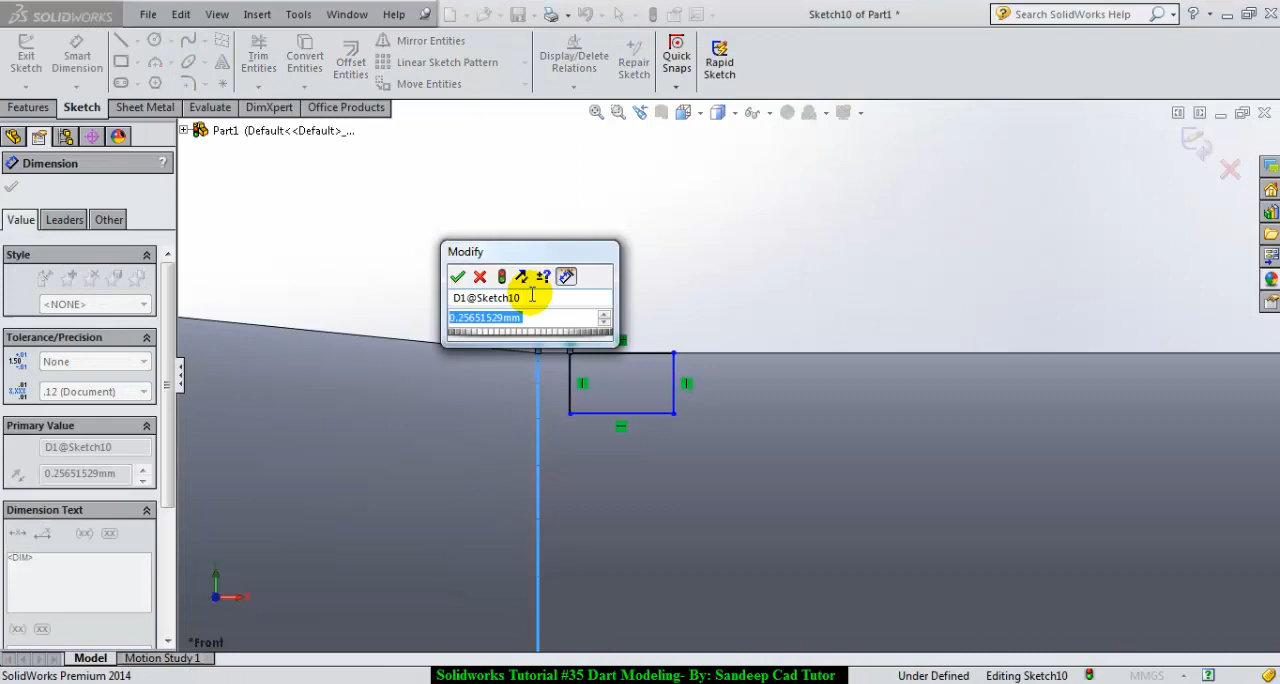 SOLIDWORKS File Edit View Insert Tools Window Help Sketch10 of Part1 * Search SolidWorks Help
Exit Sketch
Smart Dimension
Trim Entities
Convert Entities
Offset Entities
Mirror Entities
Linear Sketch Pattern
Move Entities
Display/Delete Relations
Repair Sketch
Quick Snaps
Rapid Sketch
Features Sketch Sheet Metal Evaluate DimXpert Office Products
Part1 (Default<<Default>_...
Dimension ?
Value Leaders Other
Style
<NONE>
Tolerance/Precision
None
.12 (Document)
Primary Value
D1@Sketch10
0.25651529mm
Dimension Text
<DIM>
Modify
D1@Sketch10
0.25651529mm
*Front
Model Motion Study 1
SolidWorks Premium 2014 Solidworks Tutorial #35 Dart Modeling- By: Sandeep Cad Tutor Under Defined Editing Sketch10 MMGS